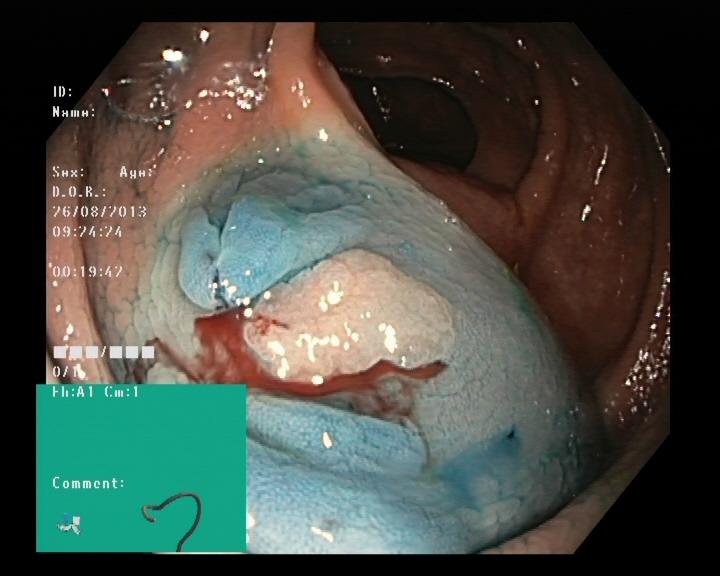 ID:
Name:
Sex: Age:
D.O.B.:
26/08/2013
09:24:24
00:19:42
■■■/■■■
0/1
Eh:A1 Cm:1
Comment: